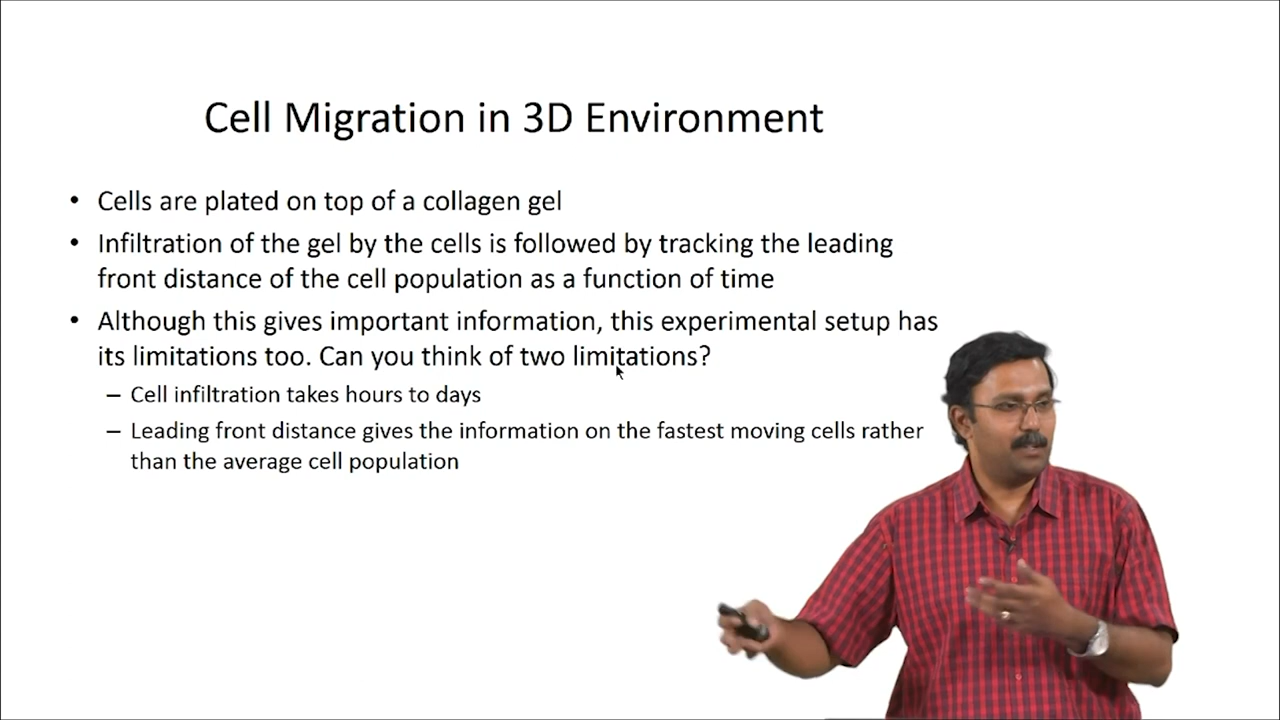 Cell Migration in 3D Environment
• Cells are plated on top of a collagen gel
• Infiltration of the gel by the cells is followed by tracking the leading
front distance of the cell population as a function of time
• Although this gives important information, this experimental setup has
its limitations too. Can you think of two limitations?
– Cell infiltration takes hours to days
– Leading front distance gives the information on the fastest moving cells rather
than the average cell population